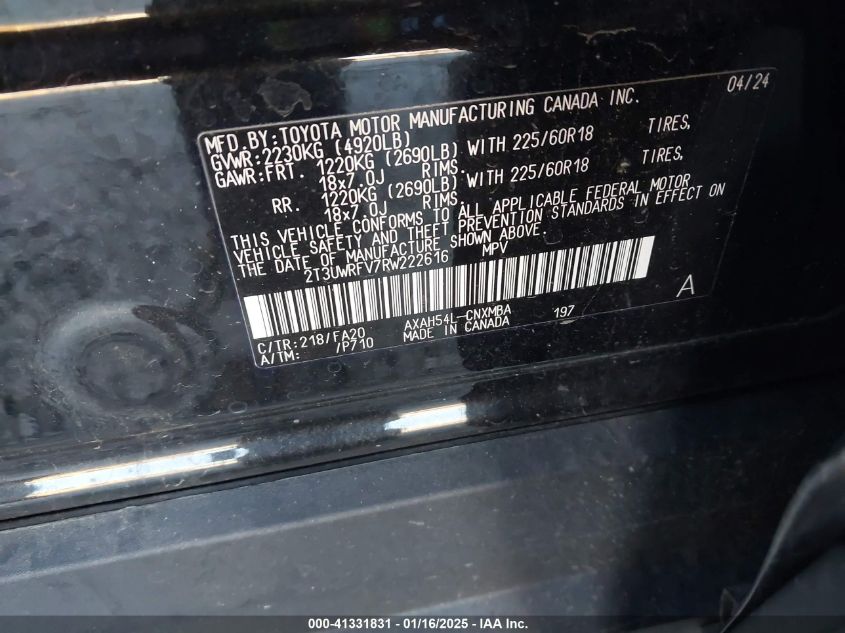 04/24
MFD.BY:TOYOTA MOTOR MANUFACTURING CANADA INC.
GVWR:2230KG (4920LB)
GAWR:FRT. 1220KG (2690LB) WITH 225/60R18 TIRES,
18x7.0J RIMS.
RR. 1220KG (2690LB) WITH 225/60R18 TIRES,
18x7.0J RIMS.
THIS VEHICLE CONFORMS TO ALL APPLICABLE FEDERAL MOTOR
VEHICLE SAFETY AND THEFT PREVENTION STANDARDS IN EFFECT ON
THE DATE OF MANUFACTURE SHOWN ABOVE.
2T3UWRFV7RW222616 MPV
A
C/TR:218/FA20 AXAH54L-CNXMBA 197
A/TM: /P710 MADE IN CANADA
000-41331831 - 01/16/2025 - IAA Inc.